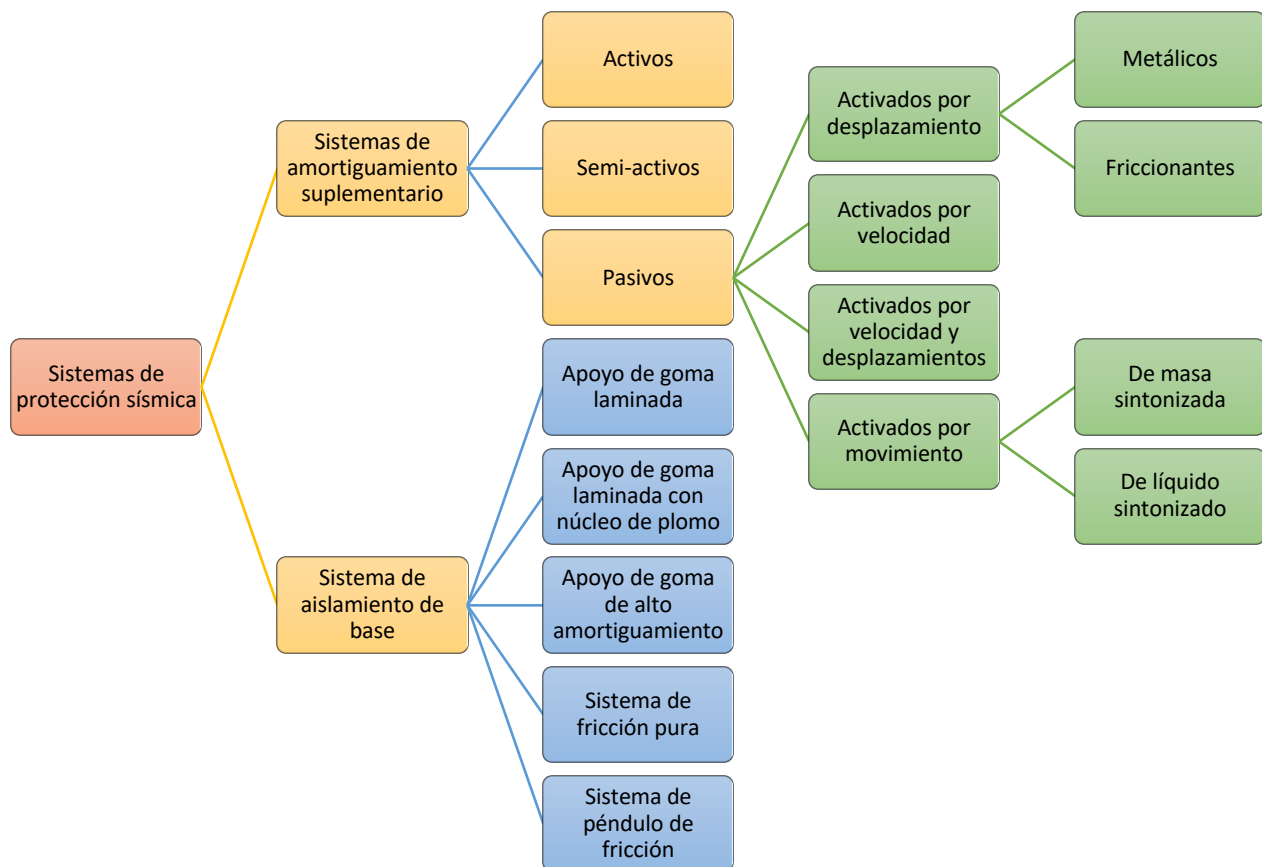 Sistemas de
protección sísmica
Sistemas de
amortiguamiento
suplementario
Activos
Semi-activos
Pasivos
Activados por
desplazamiento
Metálicos
Friccionantes
Activados por
velocidad
Activados por
velocidad y
desplazamientos
Activados por
movimiento
De masa
sintonizada
De líquido
sintonizado
Sistema de
aislamiento de
base
Apoyo de goma
laminada
Apoyo de goma
laminada con
núcleo de plomo
Apoyo de goma
de alto
amortiguamiento
Sistema de
fricción pura
Sistema de
péndulo de
fricción